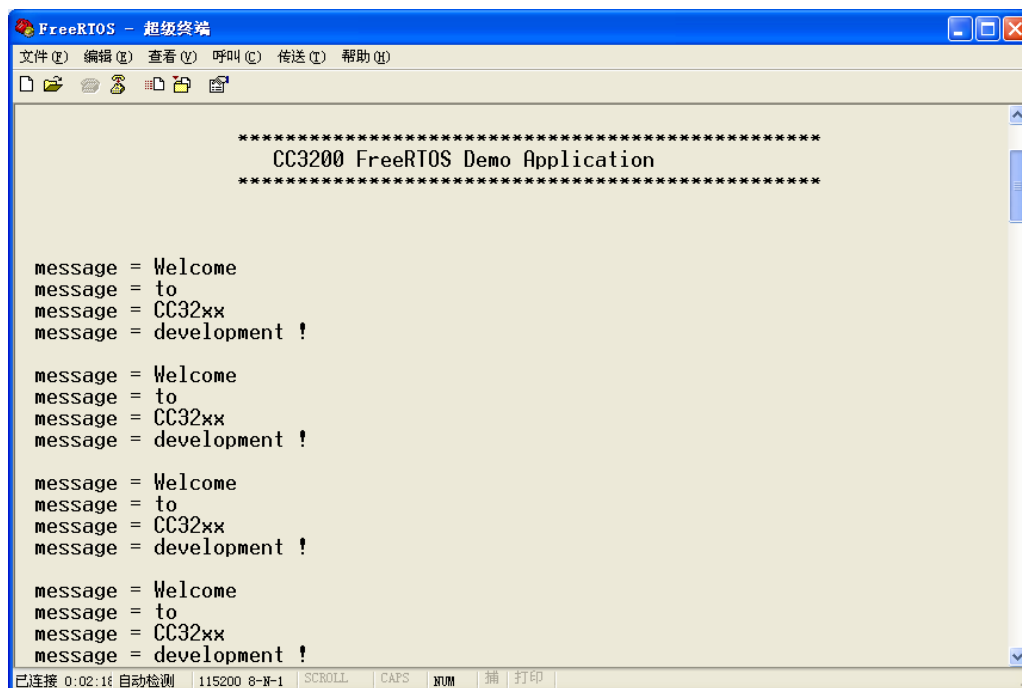 FreeRTOS - 超级终端
文件(F) 编辑(E) 查看(V) 呼叫(C) 传送(T) 帮助(H)
*************************************************
CC3200 FreeRTOS Demo Application
*************************************************
message = Welcome
message = to
message = CC32xx
message = development !
message = Welcome
message = to
message = CC32xx
message = development !
message = Welcome
message = to
message = CC32xx
message = development !
message = Welcome
message = to
message = CC32xx
message = development !
已连接 0:02:18 自动检测 115200 8-N-1 SCROLL CAPS NUM 捕 打印